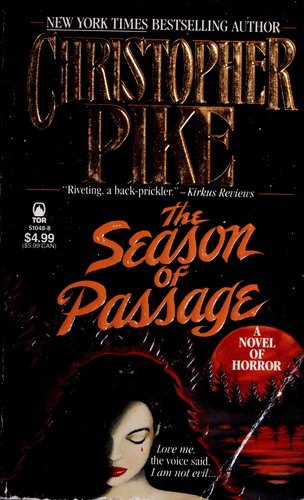 NEW YORK TIMES BESTSELLING AUTHOR
CHRISTOPHER
PIKE
"Riveting, a back-prickler."—Kirkus Reviews
TOR
51048-8
$4.99
($5.99 CAN)
The
Season
of
Passage
A
NOVEL
OF
HORROR
Love me,
the voice said.
I am not evil...